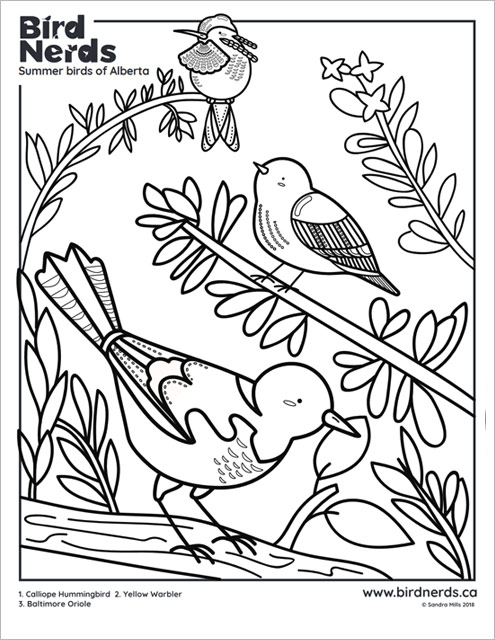 Bird
Nerds
Summer birds of Alberta
1. Calliope Hummingbird 2. Yellow Warbler
3. Baltimore Oriole
www.birdnerds.ca
© Sandra Mills 2018